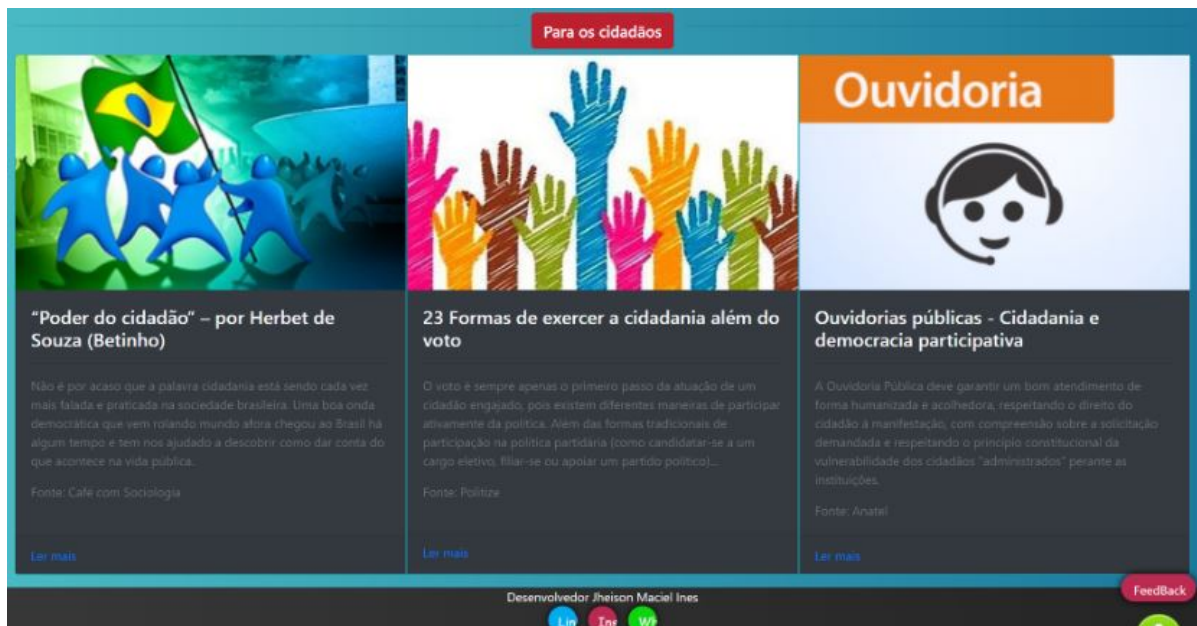 Para os cidadãos
Ouvidoria
“Poder do cidadão” – por Herbet de
Souza (Betinho)
Não é por acaso que a palavra cidadania está sendo cada vez
mais falada e praticada na sociedade brasileira. Uma boa onda
democrática que vem rolando mundo afora chegou ao Brasil há
algum tempo e tem nos ajudado a descobrir como dar conta do
que acontece na vida pública.
Fonte: Café com Sociologia
Ler mais
23 Formas de exercer a cidadania além do
voto
O voto é sempre apenas o primeiro passo da atuação de um
cidadão engajado, pois existem diferentes maneiras de participar
ativamente da política. Além das formas tradicionais de
participação na política partidária (como candidatar-se a um
cargo eletivo, filiar-se ou apoiar um partido político)...
Fonte: Politize
Ler mais
Ouvidorias públicas - Cidadania e
democracia participativa
A Ouvidoria Pública deve garantir um bom atendimento de
forma humanizada e acolhedora, respeitando o direito do
cidadão à manifestação, com compreensão sobre a solicitação
demandada e respeitando o princípio constitucional da
vulnerabilidade dos cidadãos "administrados" perante as
instituições.
Fonte: Anatel
Ler mais
FeedBack
Desenvolvedor Jheison Maciel Ines
Lin Ins Wh